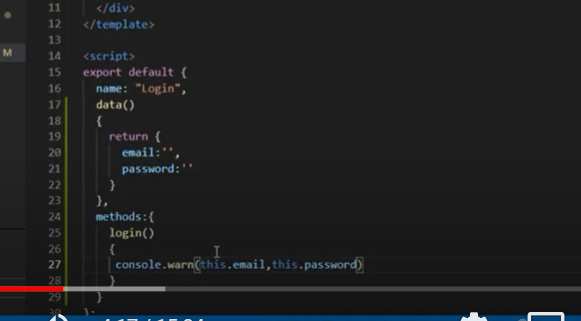 11 </div>
12 </template>
13
14 <script>
15 export default {
16 name: "Login",
17 data()
18 {
19 return {
20 email:'',
21 password:''
22 }
23 },
24 methods:{
25 login()
M
26 {
27 console.warn(this.email,this.password)
28 }
29 }